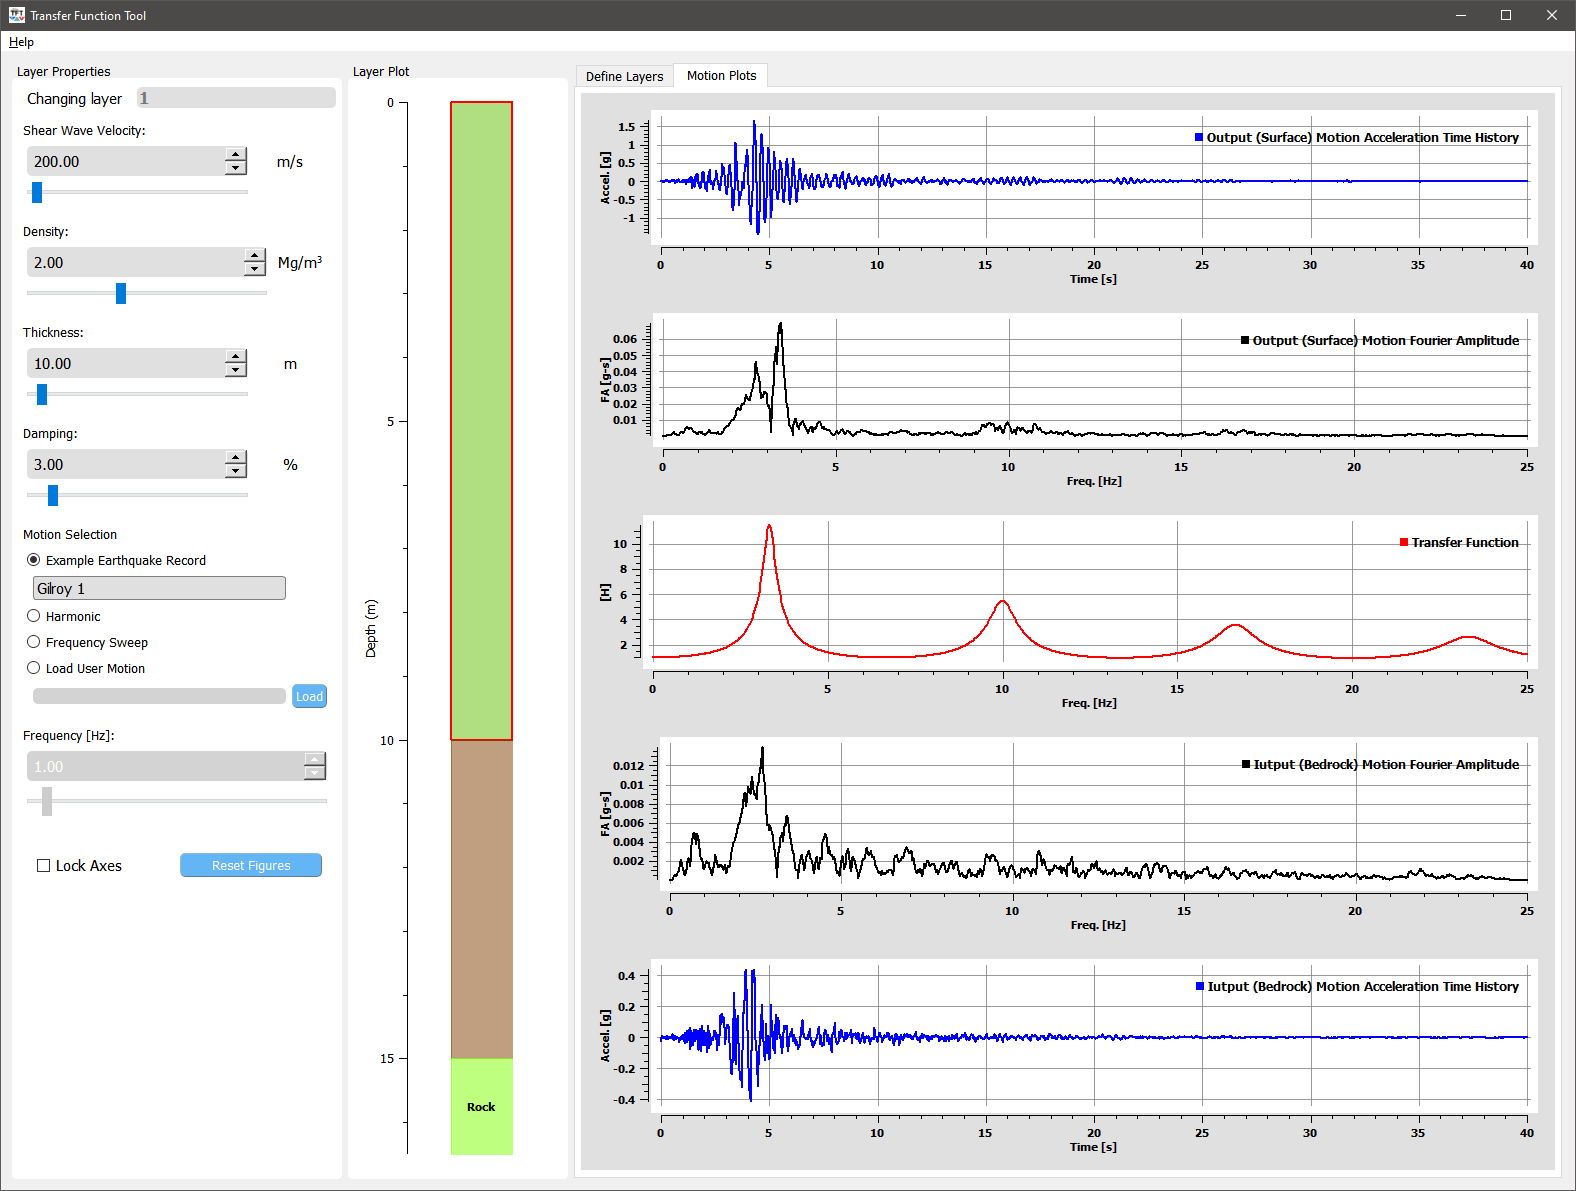 TFT
Transfer Function Tool
Help
Layer Properties
Changing layer 1
Shear Wave Velocity:
200.00 m/s
Density:
2.00 Mg/m³
Thickness:
10.00 m
Damping:
3.00 %
Motion Selection
Example Earthquake Record
Gilroy 1
Harmonic
Frequency Sweep
Load User Motion
Load
Frequency [Hz]:
1.00
Lock Axes
Reset Figures
Layer Plot
0
5
10
15
Depth (m)
Rock
Define Layers
Motion Plots
Output (Surface) Motion Acceleration Time History
Accel. [g]
1.5
1
0.5
0
-0.5
-1
0 5 10 15 20 25 30 35 40
Time [s]
Output (Surface) Motion Fourier Amplitude
FA [g-s]
0.06
0.05
0.04
0.03
0.02
0.01
0 5 10 15 20 25
Freq. [Hz]
Transfer Function
[H]
10
8
6
4
2
0 5 10 15 20 25
Freq. [Hz]
Iutput (Bedrock) Motion Fourier Amplitude
FA [g-s]
0.012
0.01
0.008
0.006
0.004
0.002
0 5 10 15 20 25
Freq. [Hz]
Iutput (Bedrock) Motion Acceleration Time History
Accel. [g]
0.4
0.2
0
-0.2
-0.4
0 5 10 15 20 25 30 35 40
Time [s]